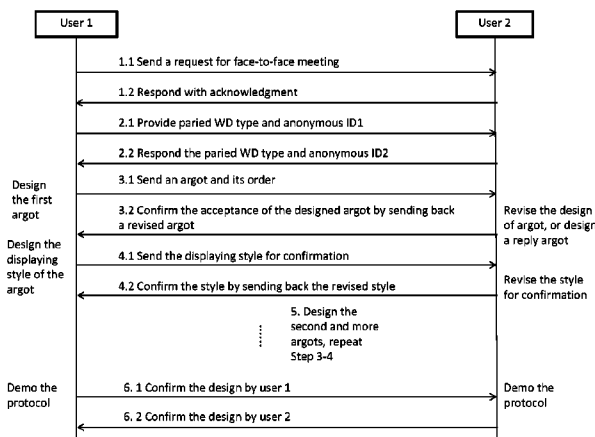 User 1
User 2
1.1 Send a request for face-to-face meeting
1.2 Respond with acknowledgment
2.1 Provide paried WD type and anonymous ID1
2.2 Respond the paried WD type and anonymous ID2
Design
the first
argot
3.1 Send an argot and its order
3.2 Confirm the acceptance of the designed argot by sending back
a revised argot
Revise the design
of argot, or design
a reply argot
Design the
displaying
style of the
argot
4.1 Send the displaying style for confirmation
4.2 Confirm the style by sending back the revised style
Revise the style
for confirmation
5. Design the
second and more
argots, repeat
Step 3-4
Demo the
protocol
6. 1 Confirm the design by user 1
Demo the
protocol
6. 2 Confirm the design by user 2